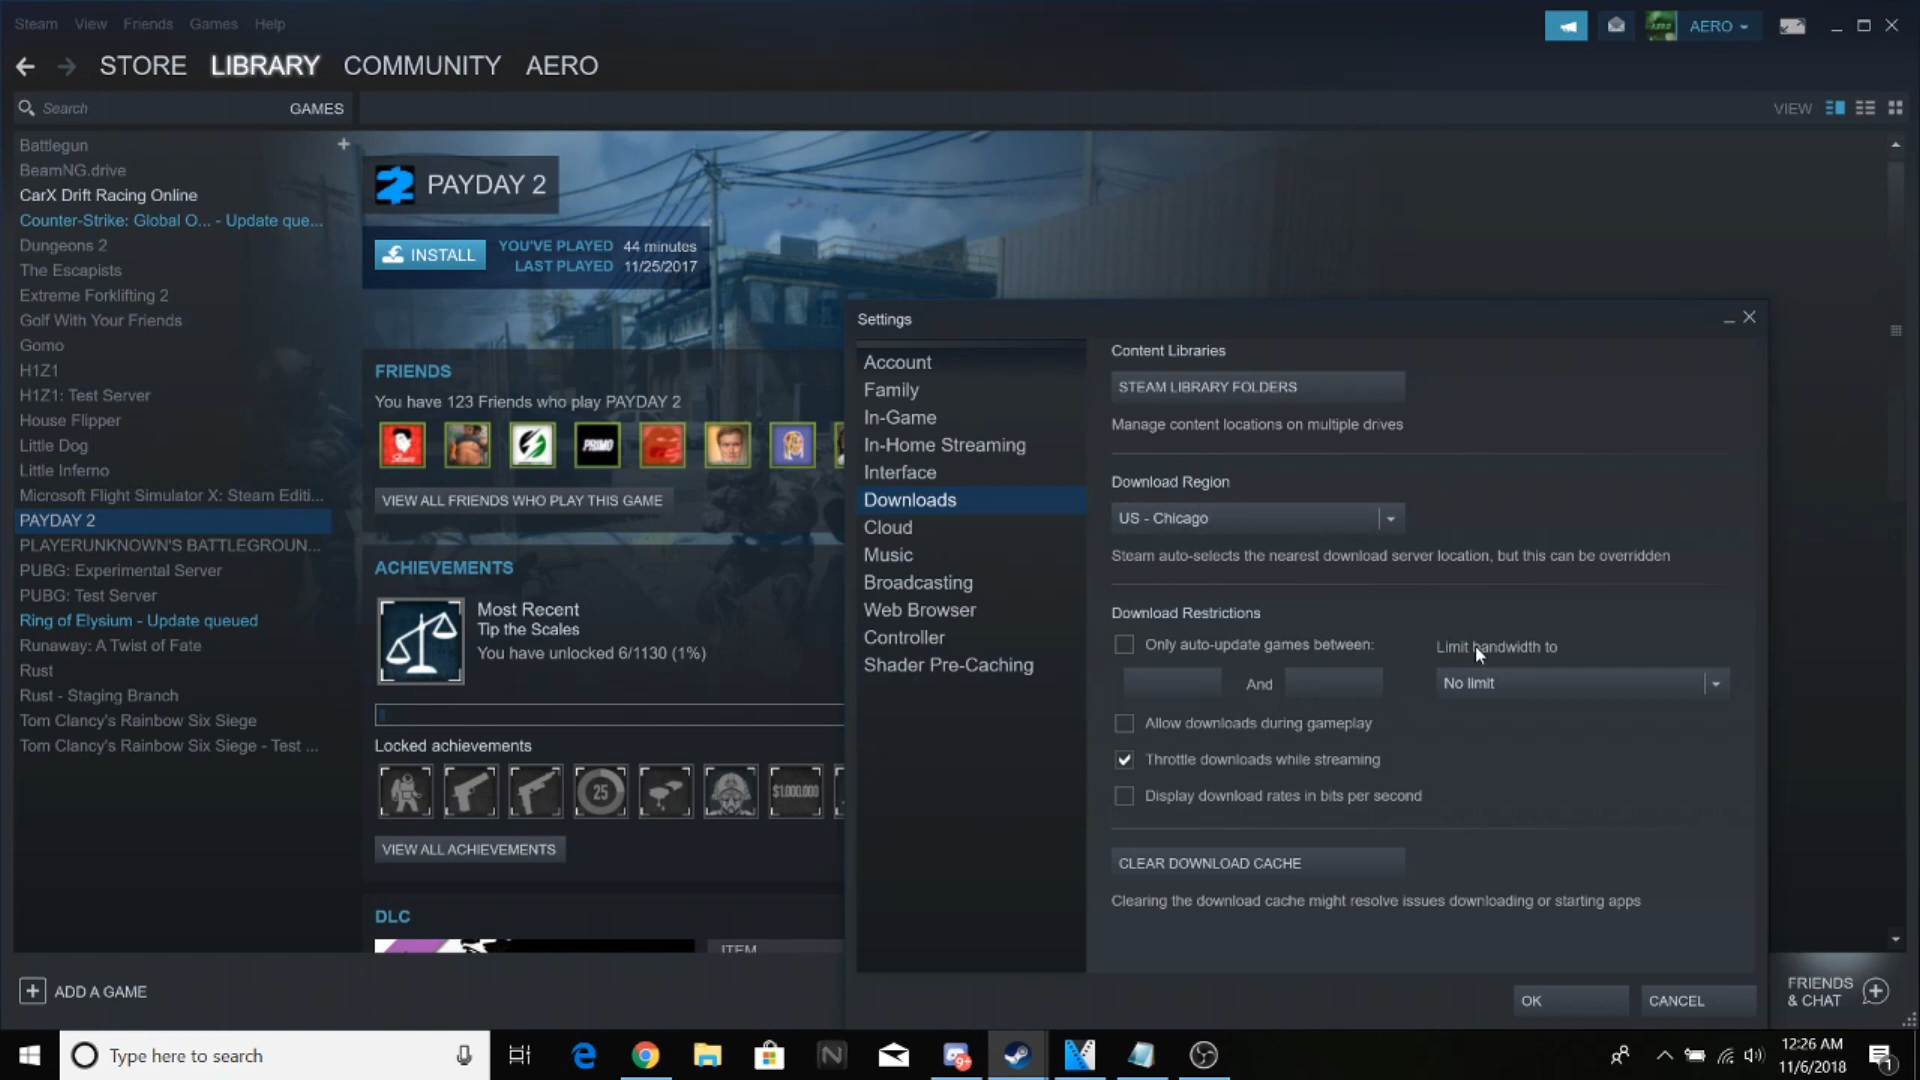 Steam View Friends Games Help
AERO
STORE LIBRARY COMMUNITY AERO
Search GAMES
VIEW
Battlegun
BeamNG.drive
CarX Drift Racing Online
Counter-Strike: Global O... - Update que...
Dungeons 2
The Escapists
Extreme Forklifting 2
Golf With Your Friends
Gomo
H1Z1
H1Z1: Test Server
House Flipper
Little Dog
Little Inferno
Microsoft Flight Simulator X: Steam Editi...
PAYDAY 2
PLAYERUNKNOWN'S BATTLEGROUN...
PUBG: Experimental Server
PUBG: Test Server
Ring of Elysium - Update queued
Runaway: A Twist of Fate
Rust
Rust - Staging Branch
Tom Clancy's Rainbow Six Siege
Tom Clancy's Rainbow Six Siege - Test ...
ADD A GAME
2 PAYDAY 2
INSTALL
YOU'VE PLAYED 44 minutes
LAST PLAYED 11/25/2017
FRIENDS
You have 123 Friends who play PAYDAY 2
PRIMO
VIEW ALL FRIENDS WHO PLAY THIS GAME
ACHIEVEMENTS
Most Recent
Tip the Scales
You have unlocked 6/1130 (1%)
Locked achievements
25
$1.000.000
VIEW ALL ACHIEVEMENTS
DLC
ITEM
Settings
Account
Family
In-Game
In-Home Streaming
Interface
Downloads
Cloud
Music
Broadcasting
Web Browser
Controller
Shader Pre-Caching
Content Libraries
STEAM LIBRARY FOLDERS
Manage content locations on multiple drives
Download Region
US - Chicago
Steam auto-selects the nearest download server location, but this can be overridden
Download Restrictions
Only auto-update games between:
And
Limit bandwidth to
No limit
Allow downloads during gameplay
Throttle downloads while streaming
Display download rates in bits per second
CLEAR DOWNLOAD CACHE
Clearing the download cache might resolve issues downloading or starting apps
OK CANCEL
FRIENDS
& CHAT
Type here to search
12:26 AM
11/6/2018
1